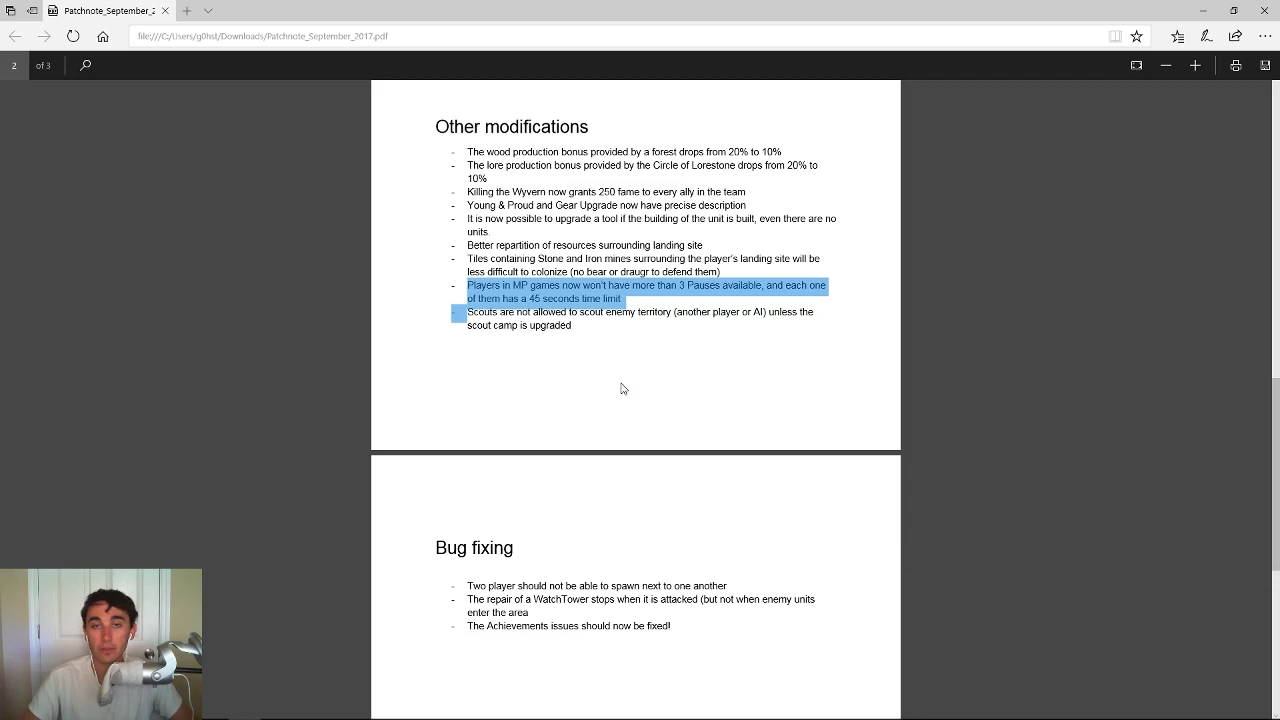 Patchnote_September_2
file:///C:/Users/g0hst/Downloads/Patchnote_September_2017.pdf
2 of 3
Other modifications
- The wood production bonus provided by a forest drops from 20% to 10%
- The lore production bonus provided by the Circle of Lorestone drops from 20% to
10%
- Killing the Wyvern now grants 250 fame to every ally in the team
- Young & Proud and Gear Upgrade now have precise description
- It is now possible to upgrade a tool if the building of the unit is built, even there are no
units.
- Better repartition of resources surrounding landing site
- Tiles containing Stone and Iron mines surrounding the player's landing site will be
less difficult to colonize (no bear or draugr to defend them)
- Players in MP games now won't have more than 3 Pauses available, and each one
of them has a 45 seconds time limit
- Scouts are not allowed to scout enemy territory (another player or AI) unless the
scout camp is upgraded
Bug fixing
- Two player should not be able to spawn next to one another
- The repair of a WatchTower stops when it is attacked (but not when enemy units
enter the area
- The Achievements issues should now be fixed!